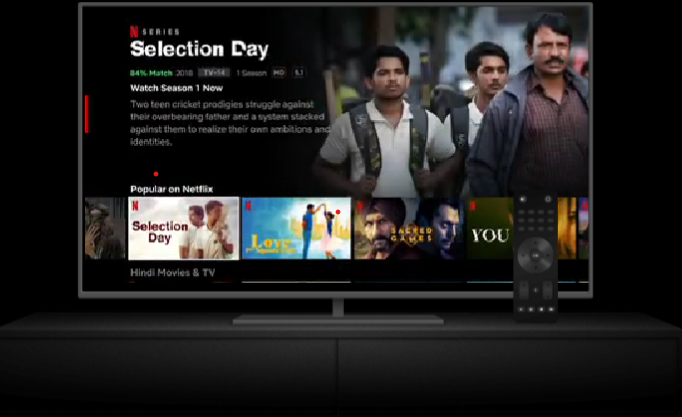 N SERIES
Selection Day
84% Match 2018 TV-14 1 Season HD 5.1
Watch Season 1 Now
Two teen cricket prodigies struggle against
their overbearing father and a system stacked
against them to realize their own ambitions and
identities.
Popular on Netflix
N
Selection
Day
N
Love
N
SACRED
GAMES
N
YOU
Hindi Movies & TV